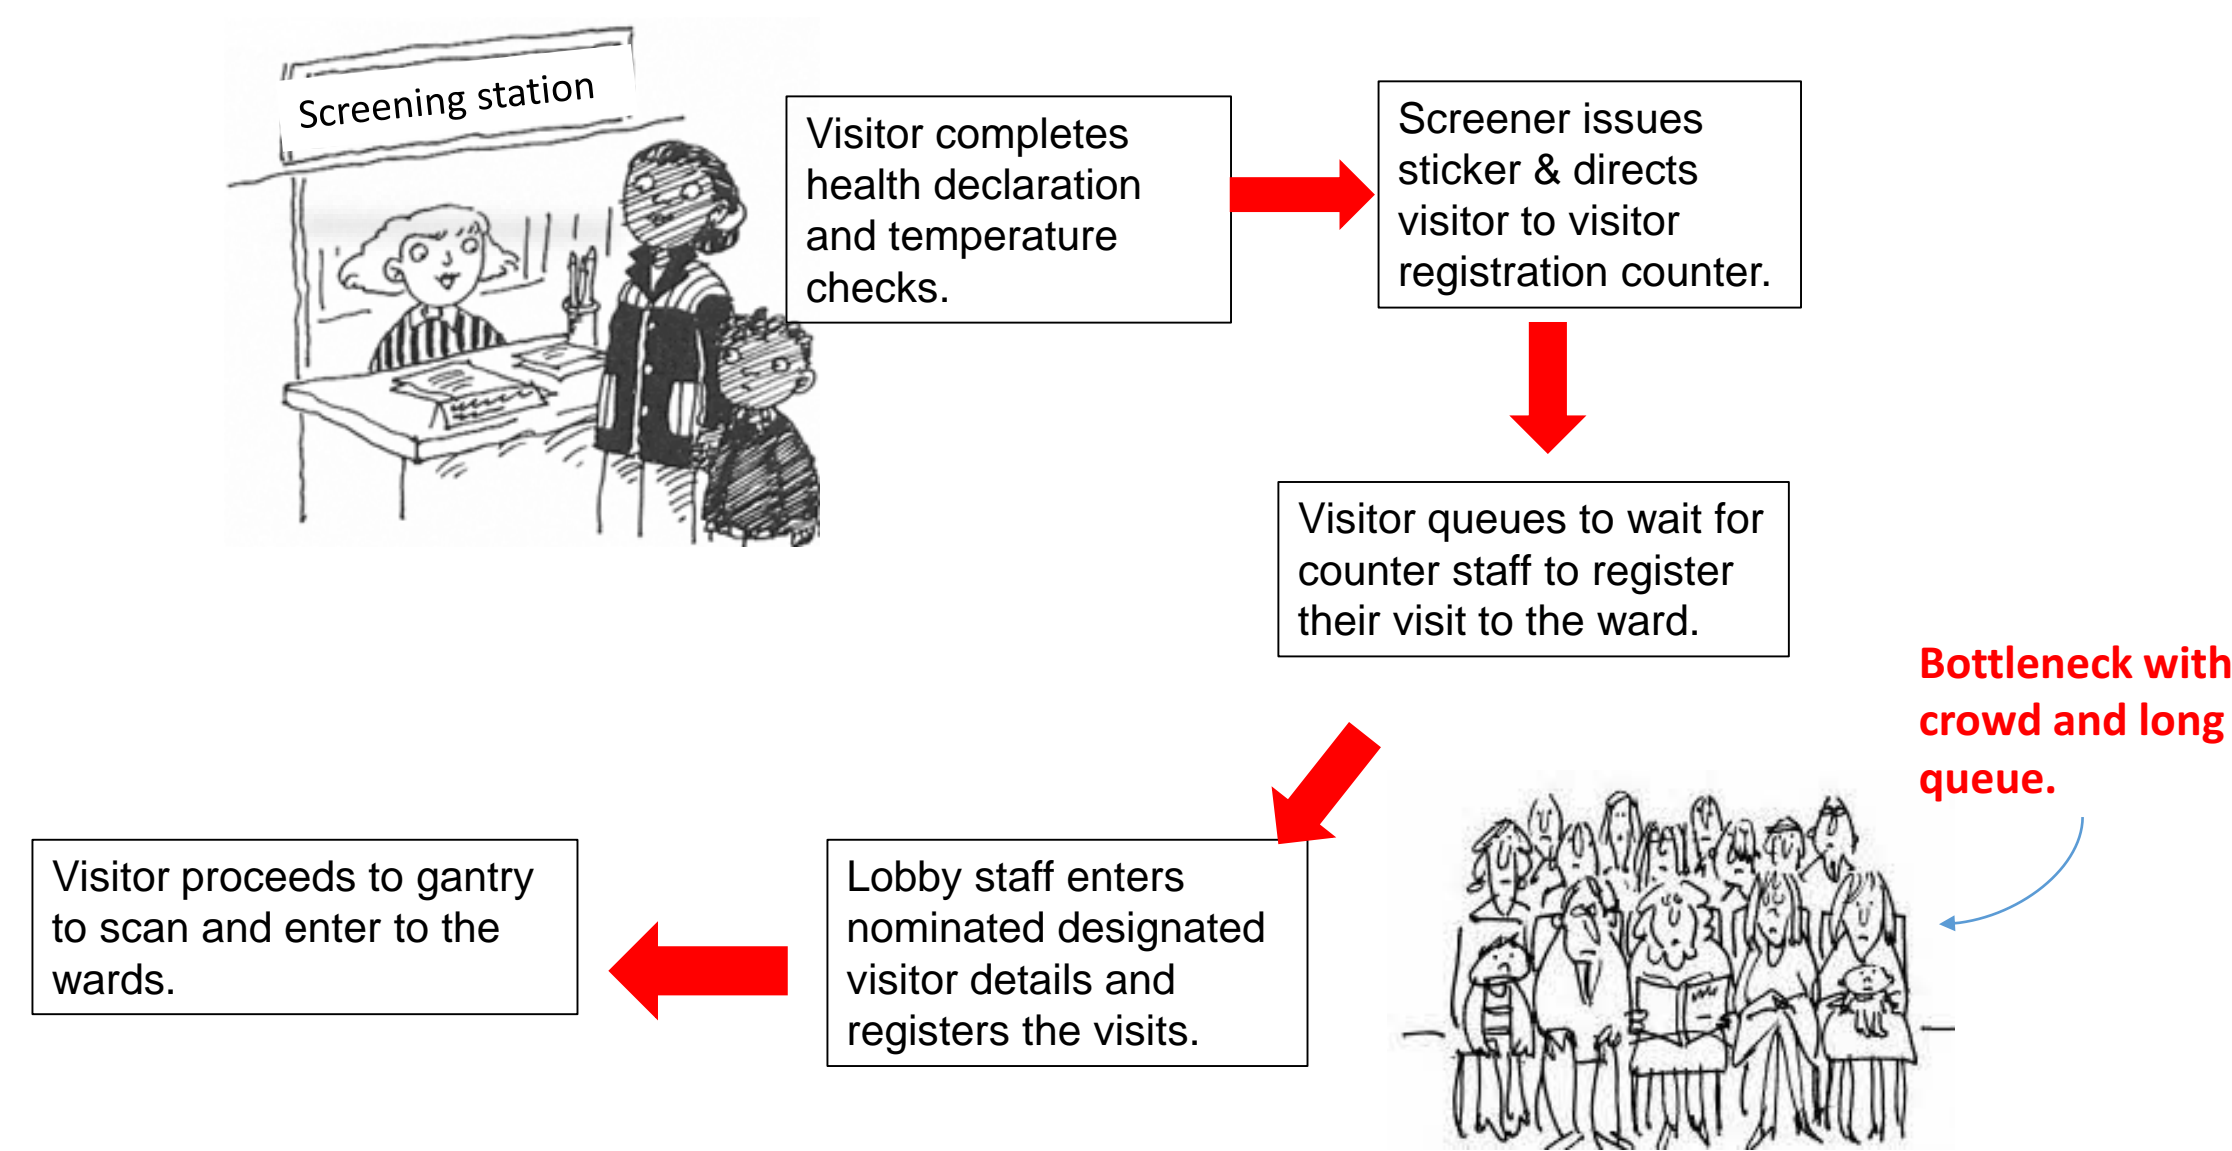 Screening station
Visitor completes
health declaration
and temperature
checks.
Screener issues
sticker & directs
visitor to visitor
registration counter.
Visitor queues to wait for
counter staff to register
their visit to the ward.
Bottleneck with
crowd and long
queue.
Lobby staff enters
nominated designated
visitor details and
registers the visits.
Visitor proceeds to gantry
to scan and enter to the
wards.